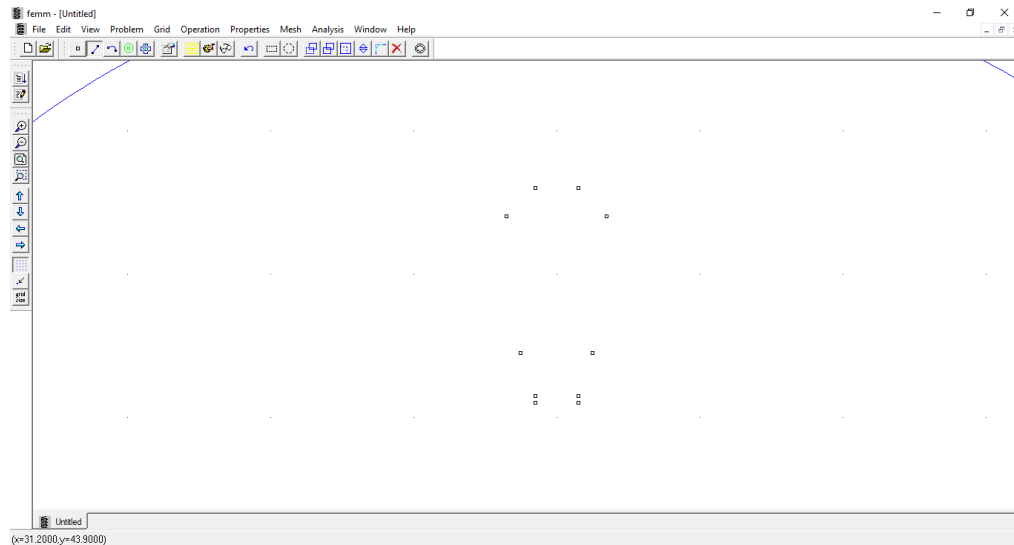 femm - [Untitled]
File Edit View Problem Grid Operation Properties Mesh Analysis Window Help
grid
size
Untitled
(x=31.2000,y=43.9000)